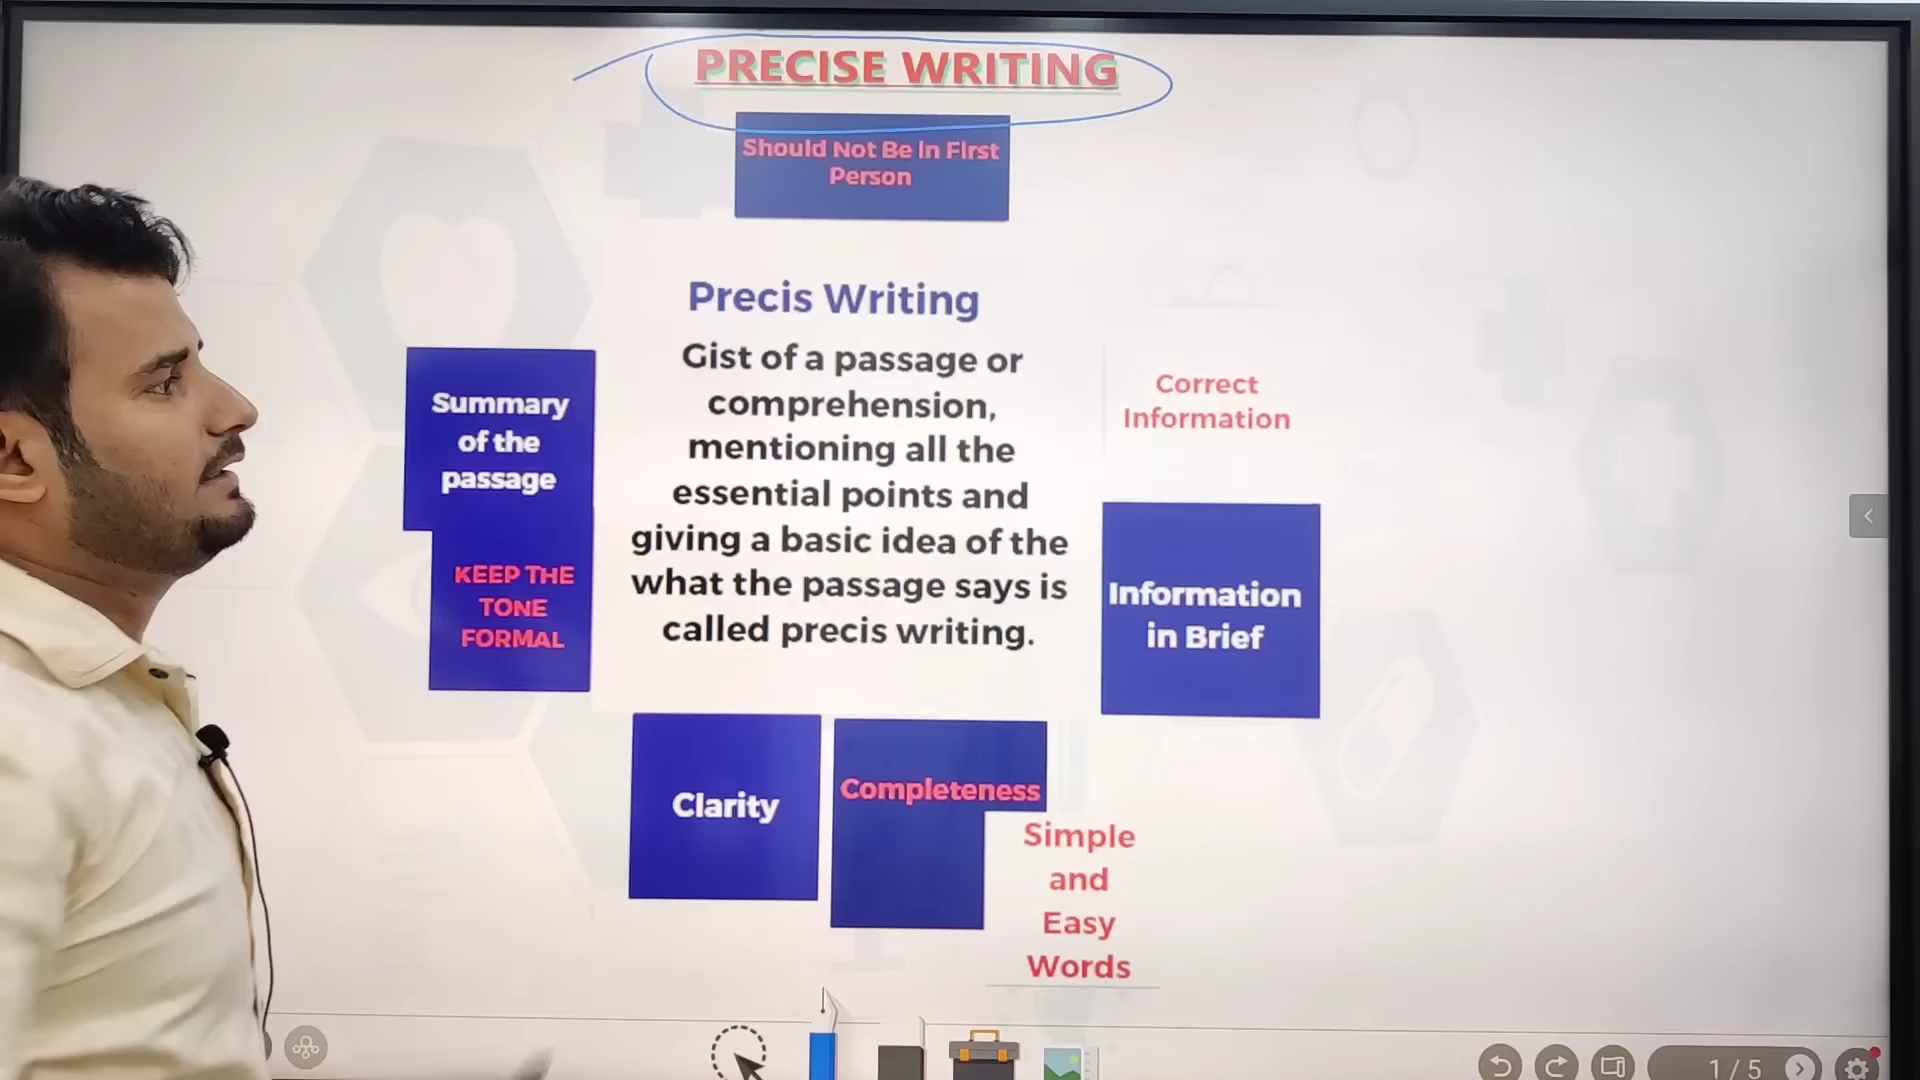 PRECISE WRITING
Should Not Be In FIrst
Person
Precis Writing
Gist of a passage or
comprehension,
mentioning all the
essential points and
giving a basic idea of the
what the passage says is
called precis writing.
Summary
of the
passage
KEEP THE
TONE
FORMAL
Correct
Information
Information
in Brief
Clarity
Completeness
Simple
and
Easy
Words
1 / 5